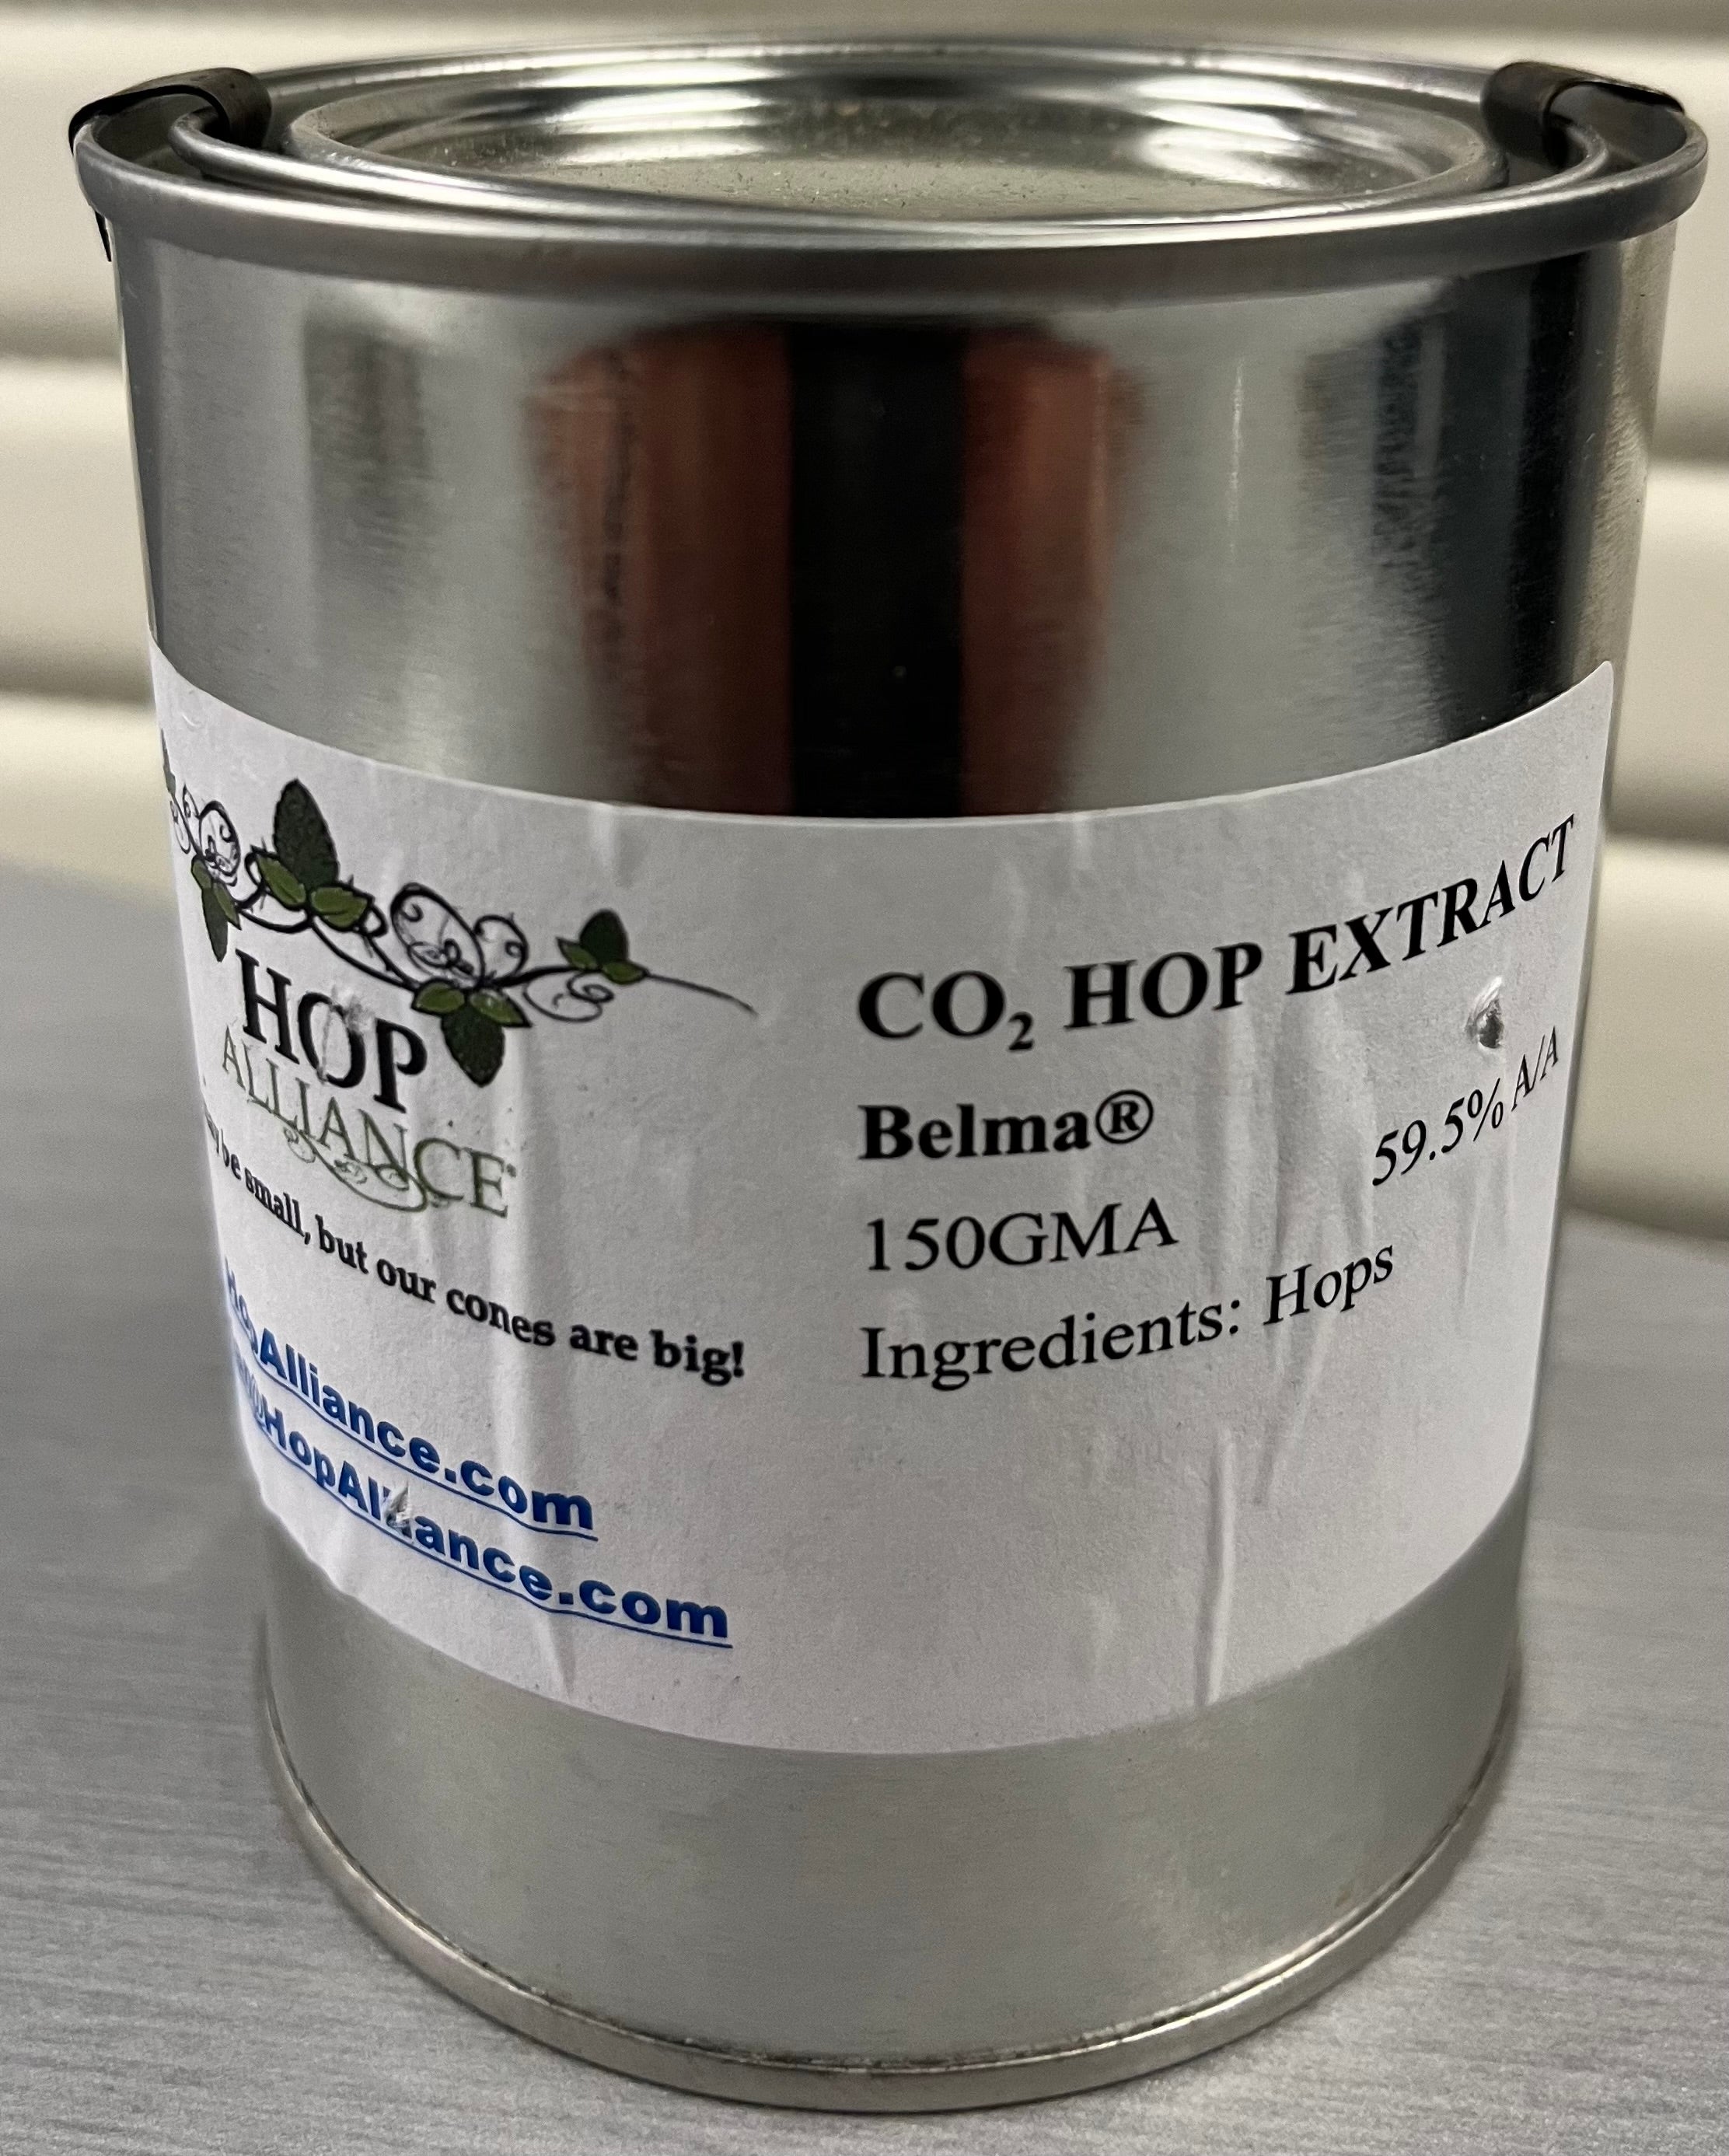 HOP
ALLIANCE
be small, but our cones are big!
Alliance.com
HopAlliance.com
CO₂ HOP EXTRACT
Belma®
59.5% A/A
150GMA
Ingredients: Hops